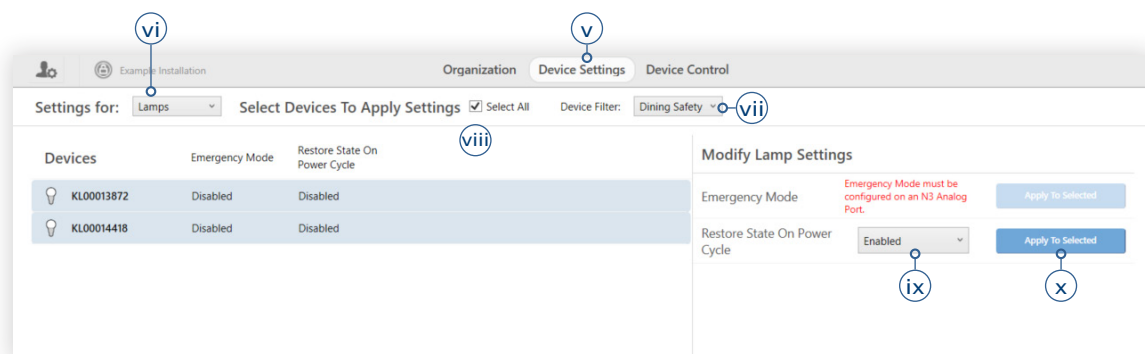 vi
v
Example Installation
Organization
Device Settings
Device Control
Settings for:
Lamps
Select Devices To Apply Settings
Select All
Device Filter:
Dining Safety
vii
viii
Devices
Emergency Mode
Restore State On
Power Cycle
KL00013872
Disabled
Disabled
KL00014418
Disabled
Disabled
Modify Lamp Settings
Emergency Mode
Emergency Mode must be
configured on an N3 Analog
Port.
Apply To Selected
Restore State On Power
Cycle
Enabled
Apply To Selected
ix
x